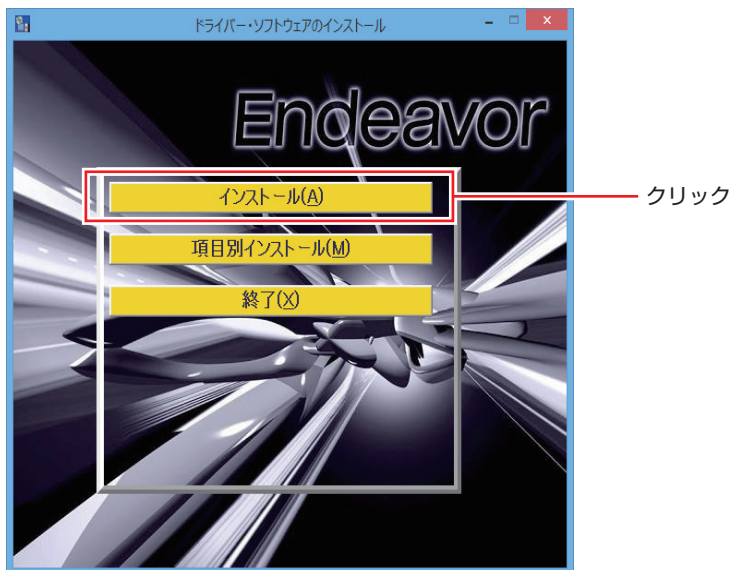 ドライバー・ソフトウェアのインストール
Endeavor
インストール(A)
クリック
項目別インストール(M)
終了(X)